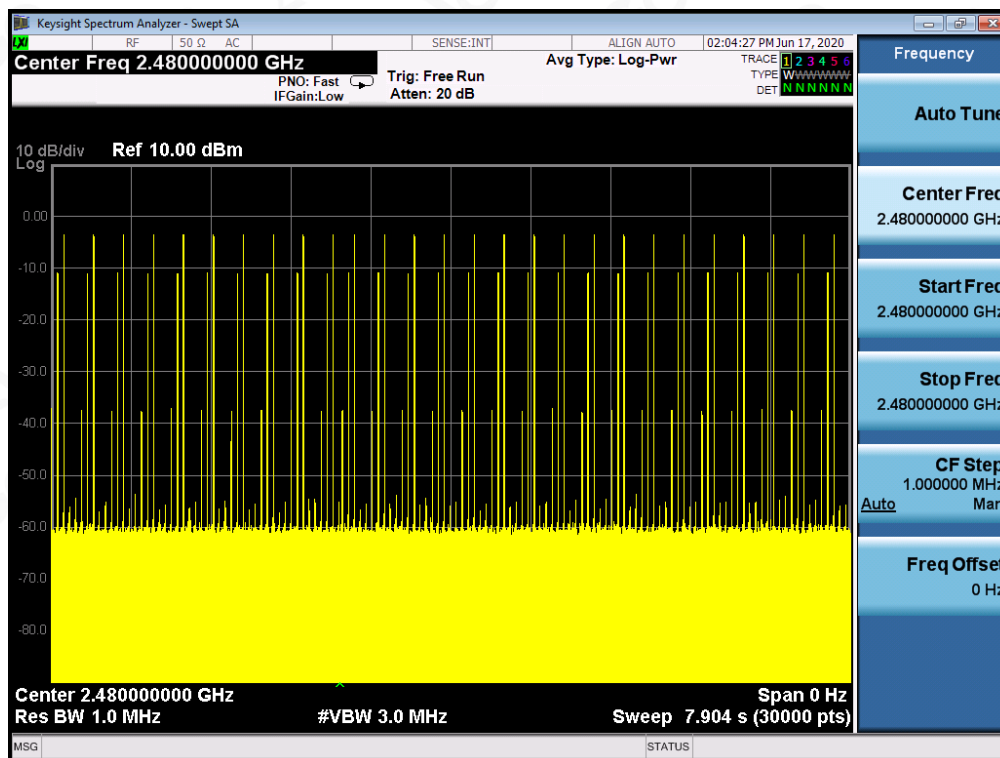 Keysight Spectrum Analyzer - Swept SA
LXI RF 50 Ω AC SENSE:INT ALIGN AUTO 02:04:27 PM Jun 17, 2020
Center Freq 2.480000000 GHz
PNO: Fast
IFGain:Low
Trig: Free Run
Atten: 20 dB
Avg Type: Log-Pwr
TRACE 1 2 3 4 5 6
TYPE WWWWWW
DET N N N N N N
10 dB/div Ref 10.00 dBm
Log
0.00
-10.0
-20.0
-30.0
-40.0
-50.0
-60.0
-70.0
-80.0
Center 2.480000000 GHz Span 0 Hz
Res BW 1.0 MHz #VBW 3.0 MHz Sweep 7.904 s (30000 pts)
MSG STATUS
Frequency
Auto Tune
Center Freq
2.480000000 GHz
Start Freq
2.480000000 GHz
Stop Freq
2.480000000 GHz
CF Step
1.000000 MHz
Auto Man
Freq Offset
0 Hz